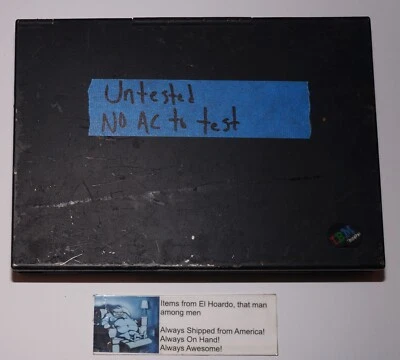 Untested
NO AC to test
IBM
ThinkPad
Items from El Hoardo, that man
among men
Always Shipped from America!
Always On Hand!
Always Awesome!